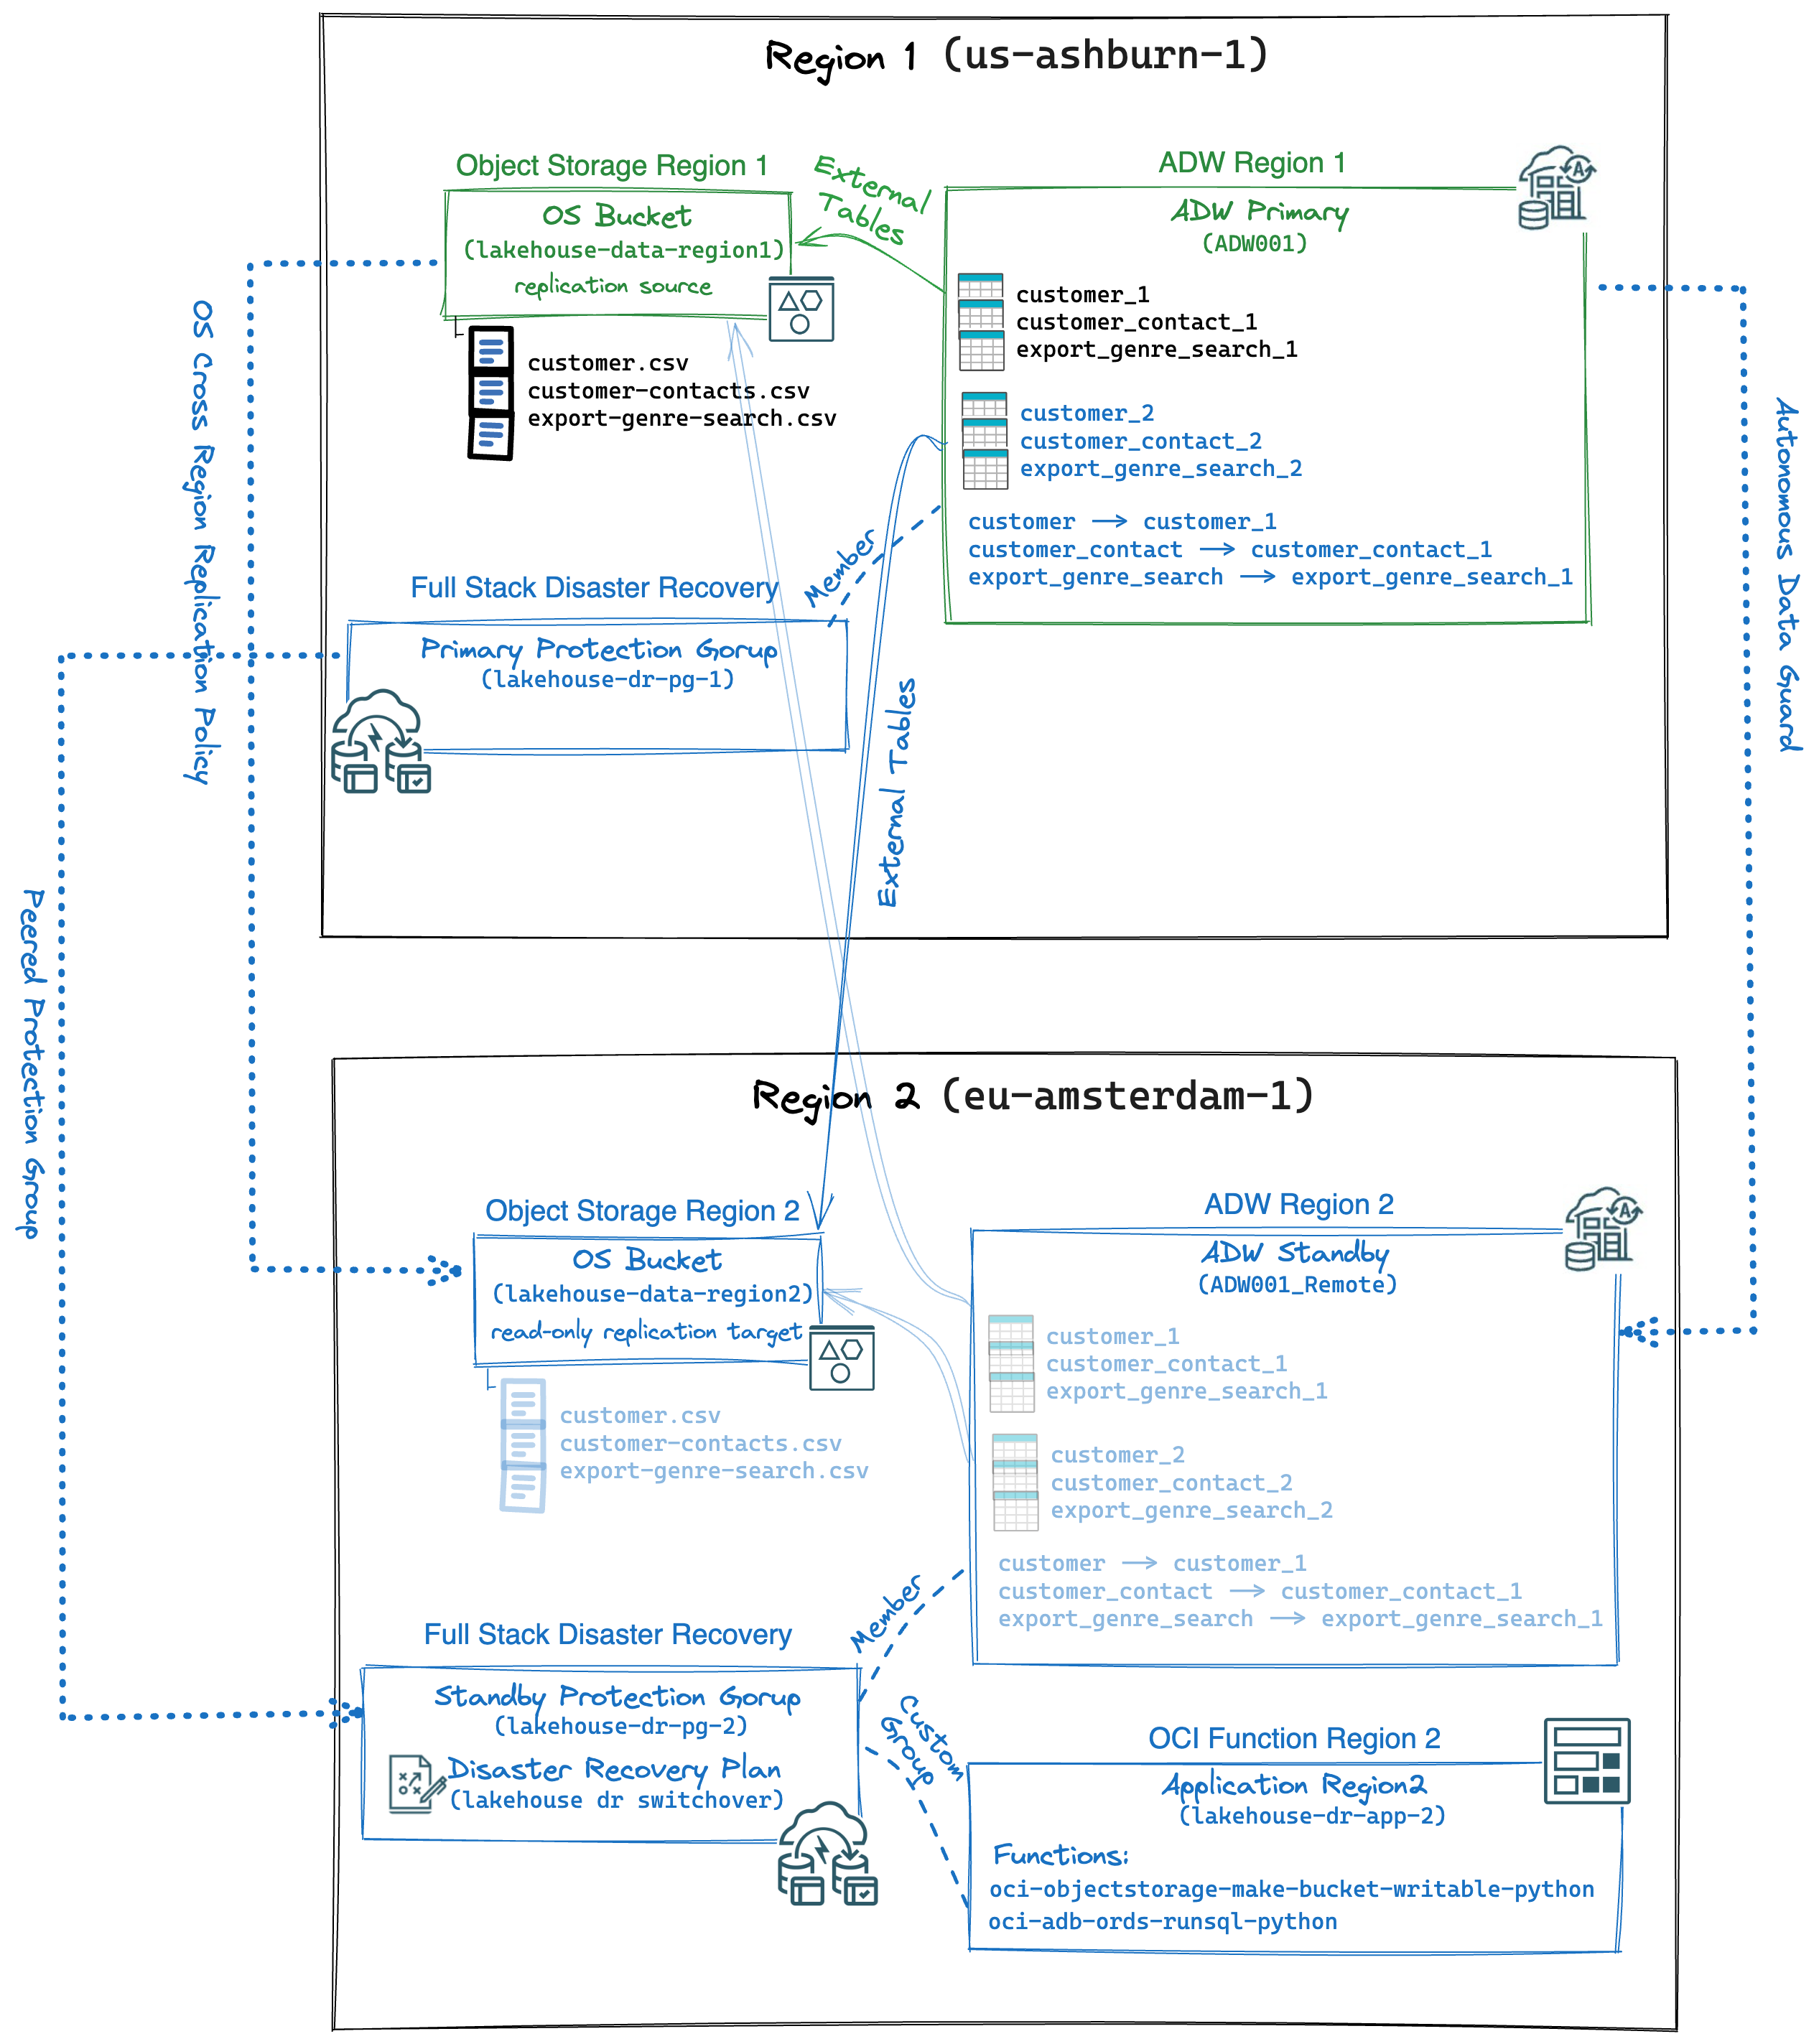 Region 1 (us-ashburn-1)
Object Storage Region 1
OS Bucket
(lakehouse-data-region1)
replication source
customer.csv
customer-contacts.csv
export-genre-search.csv
External
Tables
ADW Region 1
ADW Primary
(ADW001)
customer_1
customer_contact_1
export_genre_search_1
customer_2
customer_contact_2
export_genre_search_2
customer → customer_1
customer_contact → customer_contact_1
export_genre_search → export_genre_search_1
Member
Full Stack Disaster Recovery
Primary Protection Gorup
(lakehouse-dr-pg-1)
External Tables
OS Cross Region Replication Policy
Peered Protection Group
Autonomous Data Guard
Region 2 (eu-amsterdam-1)
Object Storage Region 2
OS Bucket
(lakehouse-data-region2)
read-only replication target
customer.csv
customer-contacts.csv
export-genre-search.csv
ADW Region 2
ADW Standby
(ADW001_Remote)
customer_1
customer_contact_1
export_genre_search_1
customer_2
customer_contact_2
export_genre_search_2
customer → customer_1
customer_contact → customer_contact_1
export_genre_search → export_genre_search_1
Member
Full Stack Disaster Recovery
Standby Protection Gorup
(lakehouse-dr-pg-2)
Disaster Recovery Plan
(lakehouse dr switchover)
Custom
Group
OCI Function Region 2
Application Region2
(lakehouse-dr-app-2)
Functions:
oci-objectstorage-make-bucket-writable-python
oci-adb-ords-runsql-python